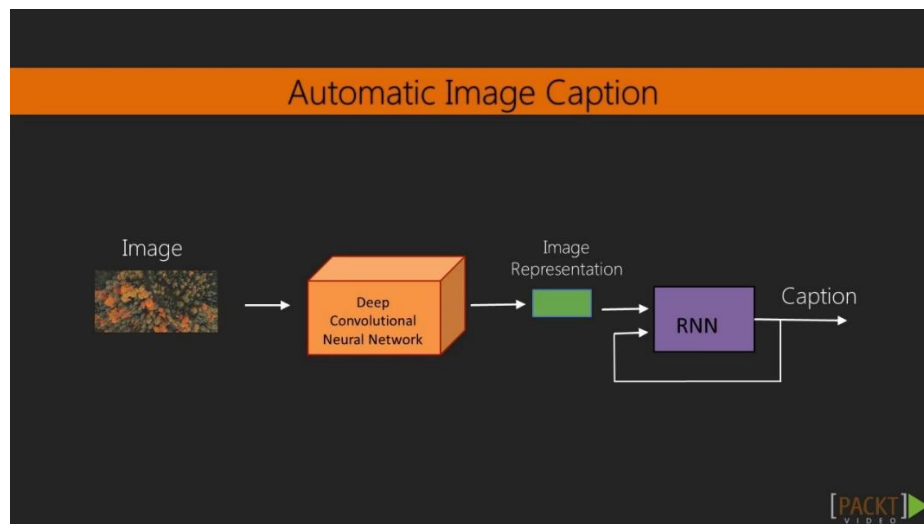 Automatic Image Caption
Image
Deep
Convolutional
Neural Network
Image
Representation
RNN
Caption
[PACKT]
VIDEO